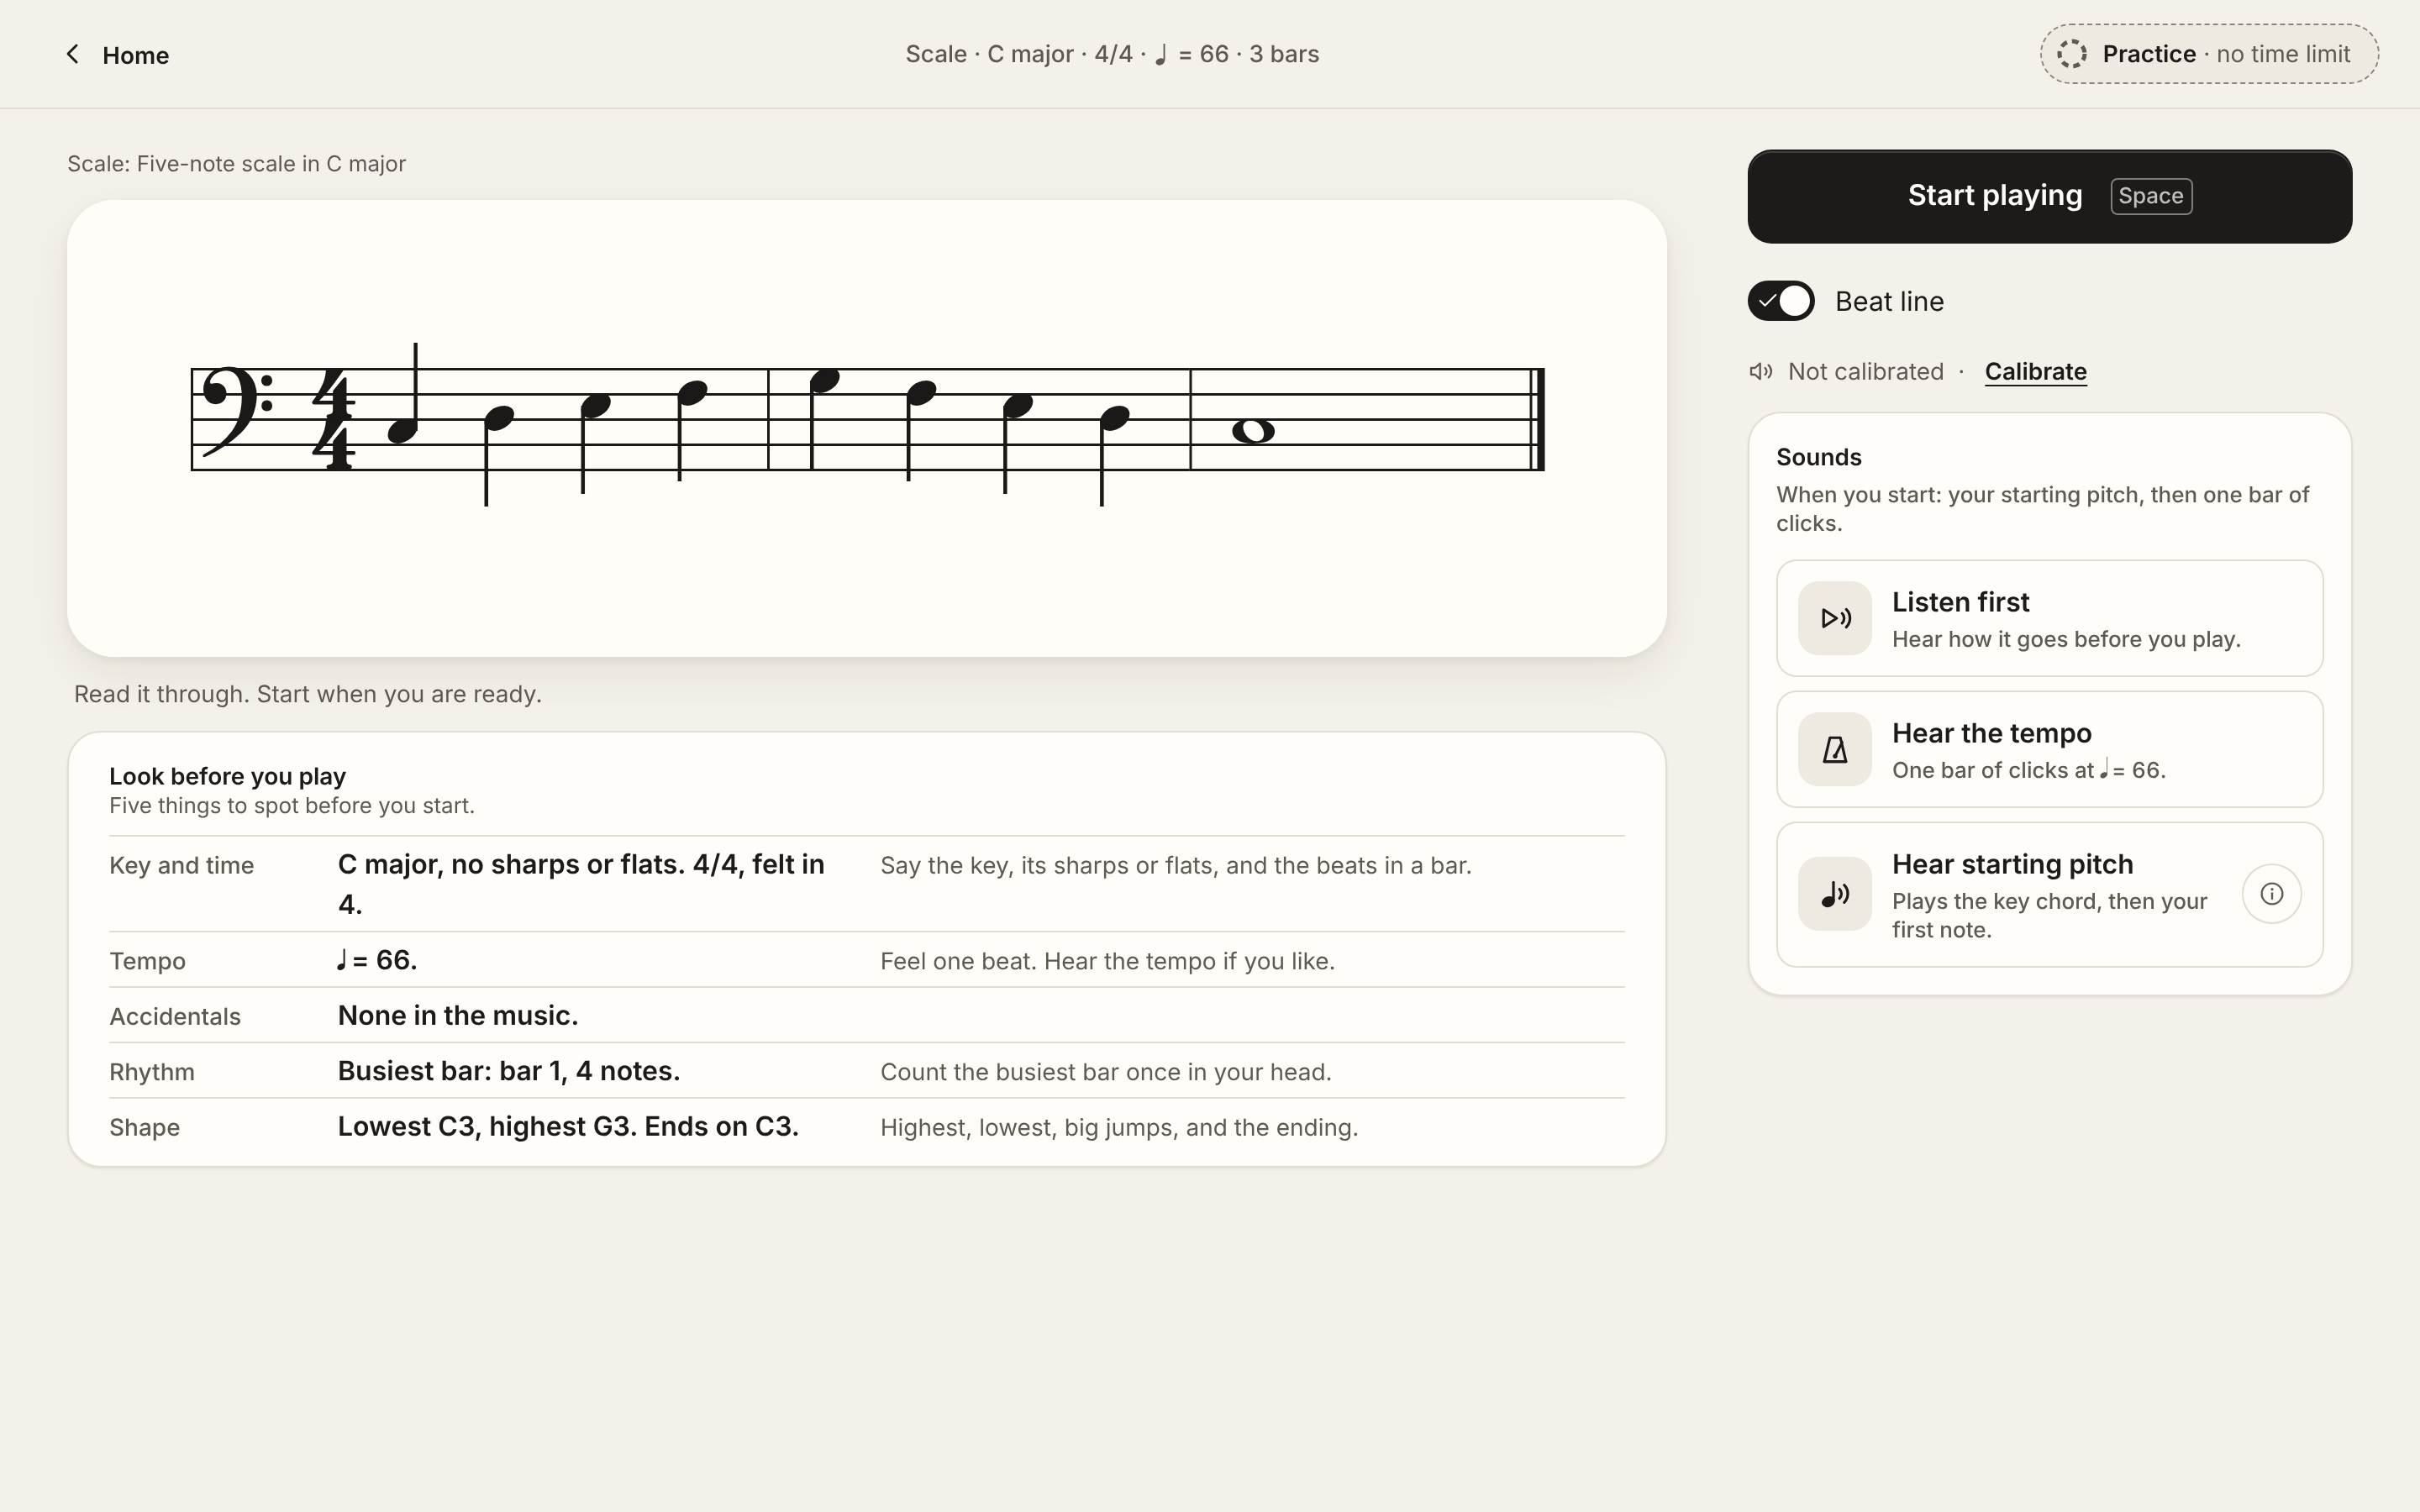 Home
Scale · C major · 4/4 · ♩ = 66 · 3 bars
Practice · no time limit
Scale: Five-note scale in C major
4
4
Read it through. Start when you are ready.
Look before you play
Five things to spot before you start.
Key and time
C major, no sharps or flats. 4/4, felt in
4.
Say the key, its sharps or flats, and the beats in a bar.
Tempo
♩ = 66.
Feel one beat. Hear the tempo if you like.
Accidentals
None in the music.
Rhythm
Busiest bar: bar 1, 4 notes.
Count the busiest bar once in your head.
Shape
Lowest C3, highest G3. Ends on C3.
Highest, lowest, big jumps, and the ending.
Start playing Space
Beat line
Not calibrated · Calibrate
Sounds
When you start: your starting pitch, then one bar of
clicks.
Listen first
Hear how it goes before you play.
Hear the tempo
One bar of clicks at ♩ = 66.
Hear starting pitch
Plays the key chord, then your
first note.